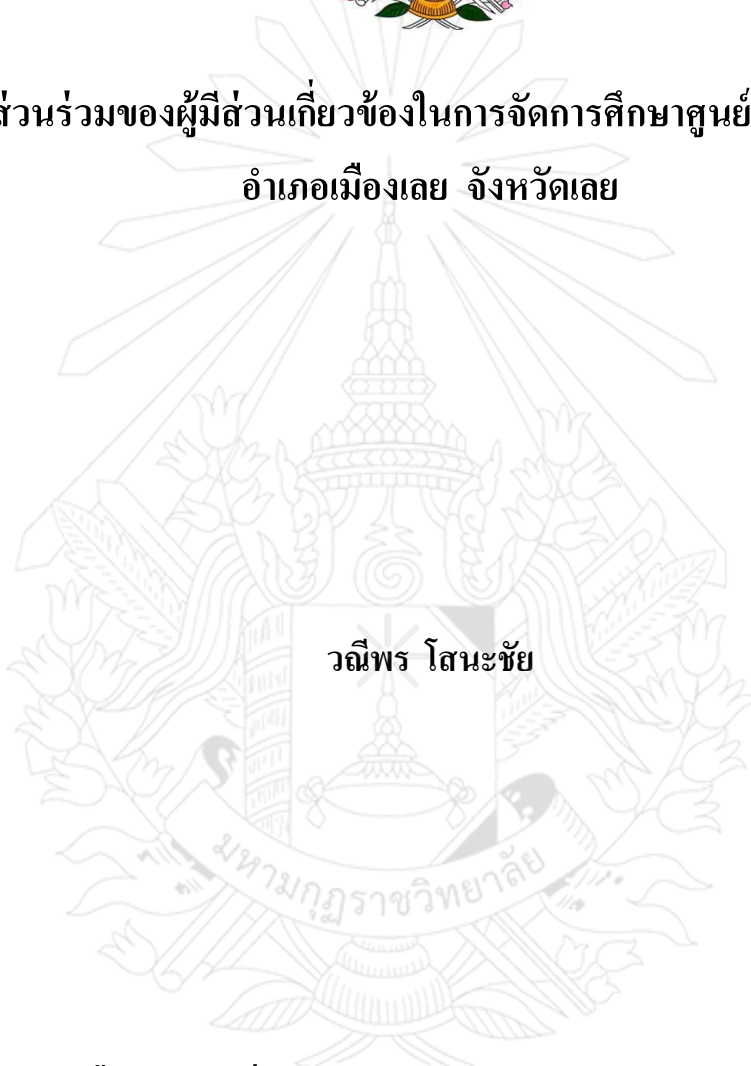 ส่วนร่วมของผู้มีส่วนเกี่ยวข้องในการจัดการศึกษาศูนย์
อำเภอเมืองเลย จังหวัดเลย
วณีพร โสนะชัย
มหามกุฏราชวิทยาลัย